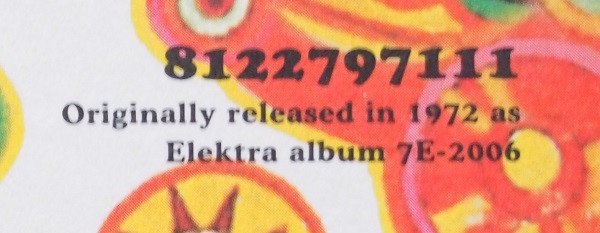 8122797111
Originally released in 1972 as
Elektra album 7E-2006